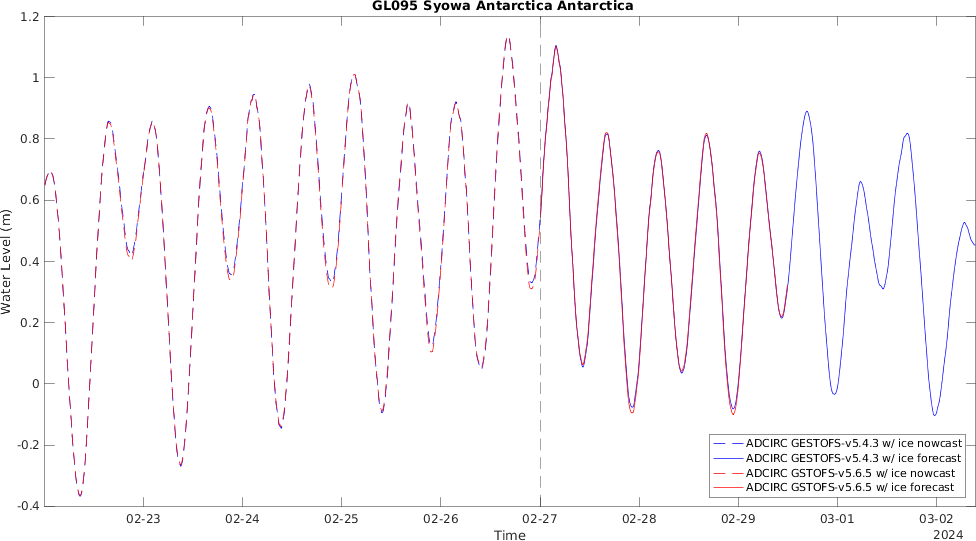 GL095 Syowa Antarctica Antarctica
1.2
1
0.8
0.6
0.4
0.2
0
-0.2
-0.4
Water Level (m)
ADCIRC GESTOFS-v5.4.3 w/ ice nowcast
ADCIRC GESTOFS-v5.4.3 w/ ice forecast
ADCIRC GSTOFS-v5.6.5 w/ ice nowcast
ADCIRC GSTOFS-v5.6.5 w/ ice forecast
02-23 02-24 02-25 02-26 02-27 02-28 02-29 03-01 03-02
Time
2024